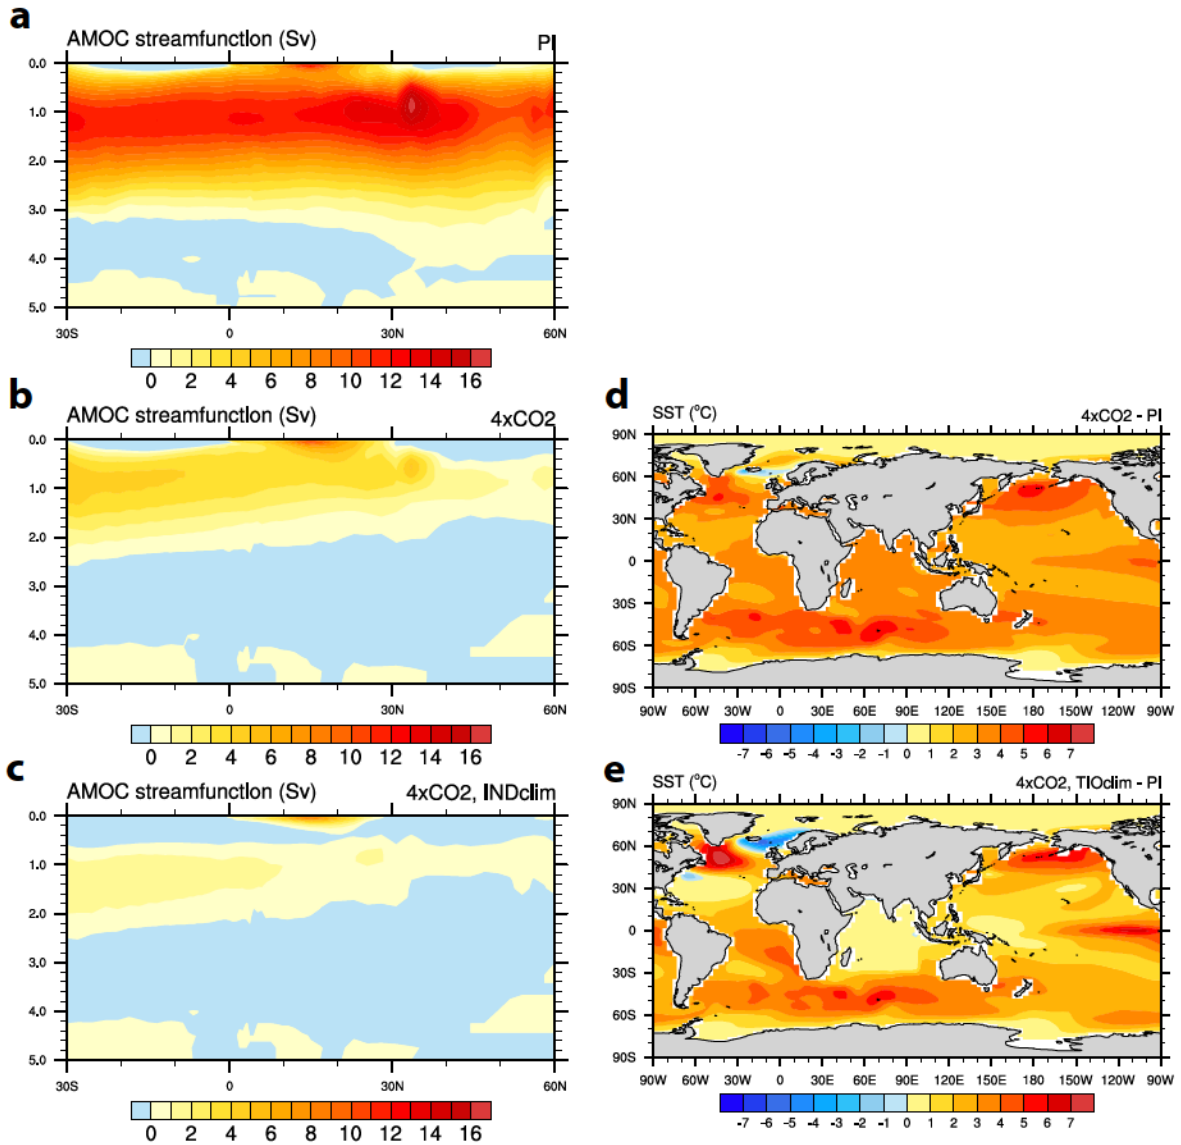 a
AMOC streamfunction (Sv) PI
0.0
1.0
2.0
3.0
4.0
5.0
30S 0 30N 60N
0 2 4 6 8 10 12 14 16
b
AMOC streamfunction (Sv) 4xCO2
0.0
1.0
2.0
3.0
4.0
5.0
30S 0 30N 60N
0 2 4 6 8 10 12 14 16
c
AMOC streamfunction (Sv) 4xCO2, INDclim
0.0
1.0
2.0
3.0
4.0
5.0
30S 0 30N 60N
0 2 4 6 8 10 12 14 16
d
SST (°C) 4xCO2 - PI
90N
60N
30N
0
30S
60S
90S
90W 60W 30W 0 30E 60E 90E 120E 150E 180 150W 120W 90W
-7 -6 -5 -4 -3 -2 -1 0 1 2 3 4 5 6 7
e
SST (°C) 4xCO2, TIOclim - PI
90N
60N
30N
0
30S
60S
90S
90W 60W 30W 0 30E 60E 90E 120E 150E 180 150W 120W 90W
-7 -6 -5 -4 -3 -2 -1 0 1 2 3 4 5 6 7